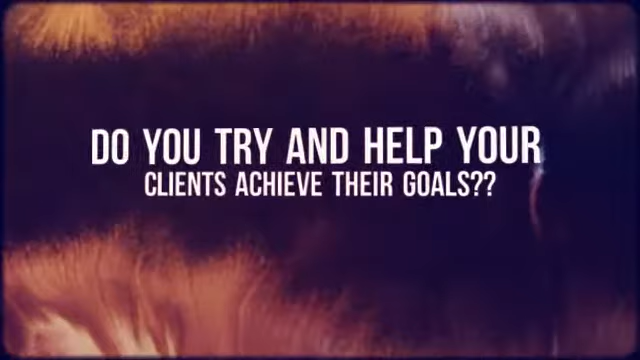 DO YOU TRY AND HELP YOUR
CLIENTS ACHIEVE THEIR GOALS??